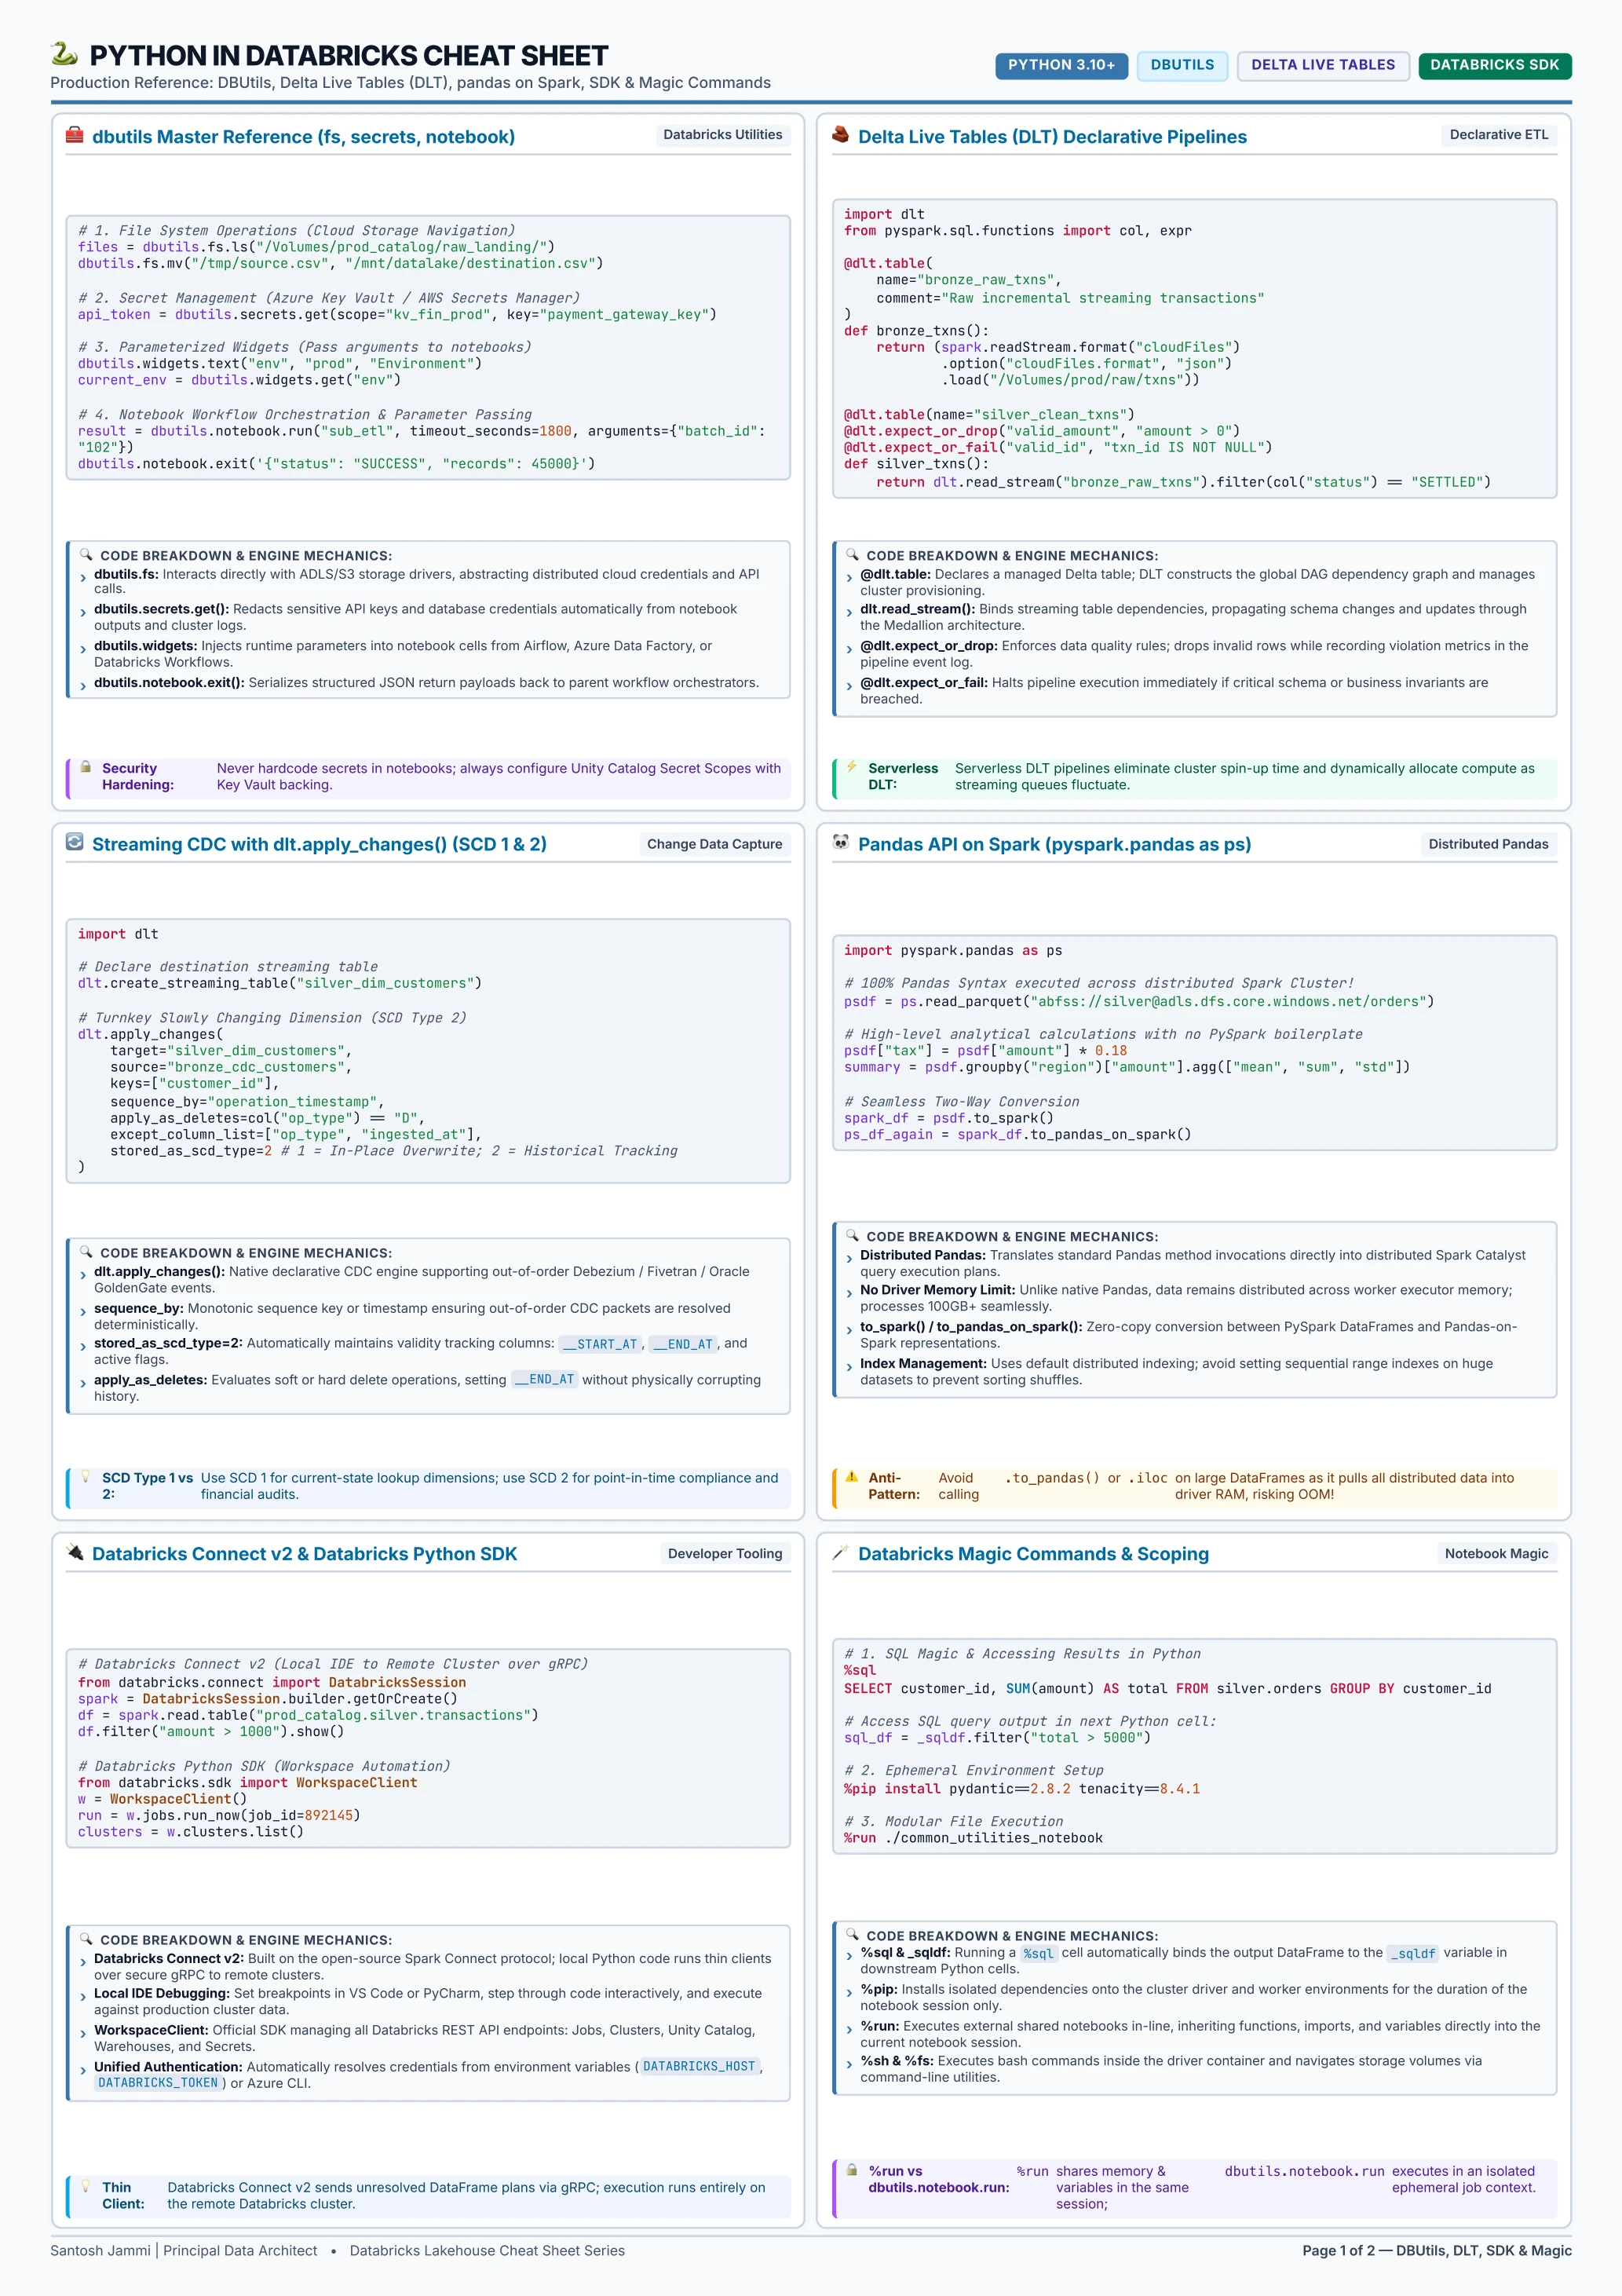 PYTHON IN DATABRICKS CHEAT SHEET
Production Reference: DBUtils, Delta Live Tables (DLT), pandas on Spark, SDK & Magic Commands
PYTHON 3.10+
DBUTILS
DELTA LIVE TABLES
DATABRICKS SDK
dbutils Master Reference (fs, secrets, notebook)
Databricks Utilities
# 1. File System Operations (Cloud Storage Navigation)
files = dbutils.fs.ls("/Volumes/prod_catalog/raw_landing/")
dbutils.fs.mv("/tmp/source.csv", "/mnt/datalake/destination.csv")
# 2. Secret Management (Azure Key Vault / AWS Secrets Manager)
api_token = dbutils.secrets.get(scope="kv_fin_prod", key="payment_gateway_key")
# 3. Parameterized Widgets (Pass arguments to notebooks)
dbutils.widgets.text("env", "prod", "Environment")
current_env = dbutils.widgets.get("env")
# 4. Notebook Workflow Orchestration & Parameter Passing
result = dbutils.notebook.run("sub_etl", timeout_seconds=1800, arguments={"batch_id":
"102"})
dbutils.notebook.exit('{"status": "SUCCESS", "records": 45000}')
CODE BREAKDOWN & ENGINE MECHANICS:
› dbutils.fs: Interacts directly with ADLS/S3 storage drivers, abstracting distributed cloud credentials and API
calls.
› dbutils.secrets.get(): Redacts sensitive API keys and database credentials automatically from notebook
outputs and cluster logs.
› dbutils.widgets: Injects runtime parameters into notebook cells from Airflow, Azure Data Factory, or
Databricks Workflows.
› dbutils.notebook.exit(): Serializes structured JSON return payloads back to parent workflow orchestrators.
Security Hardening: Never hardcode secrets in notebooks; always configure Unity Catalog Secret Scopes with
Key Vault backing.
Delta Live Tables (DLT) Declarative Pipelines
Declarative ETL
import dlt
from pyspark.sql.functions import col, expr
@dlt.table(
name="bronze_raw_txns",
comment="Raw incremental streaming transactions"
)
def bronze_txns():
return (spark.readStream.format("cloudFiles")
.option("cloudFiles.format", "json")
.load("/Volumes/prod/raw/txns"))
@dlt.table(name="silver_clean_txns")
@dlt.expect_or_drop("valid_amount", "amount > 0")
@dlt.expect_or_fail("valid_id", "txn_id IS NOT NULL")
def silver_txns():
return dlt.read_stream("bronze_raw_txns").filter(col("status") == "SETTLED")
CODE BREAKDOWN & ENGINE MECHANICS:
› @dlt.table: Declares a managed Delta table; DLT constructs the global DAG dependency graph and manages
cluster provisioning.
› dlt.read_stream(): Binds streaming table dependencies, propagating schema changes and updates through
the Medallion architecture.
› @dlt.expect_or_drop: Enforces data quality rules; drops invalid rows while recording violation metrics in the
pipeline event log.
› @dlt.expect_or_fail: Halts pipeline execution immediately if critical schema or business invariants are
breached.
Serverless DLT: Serverless DLT pipelines eliminate cluster spin-up time and dynamically allocate compute as
streaming queues fluctuate.
Streaming CDC with dlt.apply_changes() (SCD 1 & 2)
Change Data Capture
import dlt
# Declare destination streaming table
dlt.create_streaming_table("silver_dim_customers")
# Turnkey Slowly Changing Dimension (SCD Type 2)
dlt.apply_changes(
target="silver_dim_customers",
source="bronze_cdc_customers",
keys=["customer_id"],
sequence_by="operation_timestamp",
apply_as_deletes=col("op_type") == "D",
except_column_list=["op_type", "ingested_at"],
stored_as_scd_type=2 # 1 = In-Place Overwrite; 2 = Historical Tracking
)
CODE BREAKDOWN & ENGINE MECHANICS:
› dlt.apply_changes(): Native declarative CDC engine supporting out-of-order Debezium / Fivetran / Oracle
GoldenGate events.
› sequence_by: Monotonic sequence key or timestamp ensuring out-of-order CDC packets are resolved
deterministically.
› stored_as_scd_type=2: Automatically maintains validity tracking columns: __START_AT, __END_AT, and
active flags.
› apply_as_deletes: Evaluates soft or hard delete operations, setting __END_AT without physically corrupting
history.
SCD Type 1 vs 2: Use SCD 1 for current-state lookup dimensions; use SCD 2 for point-in-time compliance and
financial audits.
Pandas API on Spark (pyspark.pandas as ps)
Distributed Pandas
import pyspark.pandas as ps
# 100% Pandas Syntax executed across distributed Spark Cluster!
psdf = ps.read_parquet("abfss://silver@adls.dfs.core.windows.net/orders")
# High-level analytical calculations with no PySpark boilerplate
psdf["tax"] = psdf["amount"] * 0.18
summary = psdf.groupby("region")["amount"].agg(["mean", "sum", "std"])
# Seamless Two-Way Conversion
spark_df = psdf.to_spark()
ps_df_again = spark_df.to_pandas_on_spark()
CODE BREAKDOWN & ENGINE MECHANICS:
› Distributed Pandas: Translates standard Pandas method invocations directly into distributed Spark Catalyst
query execution plans.
› No Driver Memory Limit: Unlike native Pandas, data remains distributed across worker executor memory;
processes 100GB+ seamlessly.
› to_spark() / to_pandas_on_spark(): Zero-copy conversion between PySpark DataFrames and Pandas-on-
Spark representations.
› Index Management: Uses default distributed indexing; avoid setting sequential range indexes on huge
datasets to prevent sorting shuffles.
Anti-Pattern: Avoid calling .to_pandas() or .iloc on large DataFrames as it pulls all distributed data into
driver RAM, risking OOM!
Databricks Connect v2 & Databricks Python SDK
Developer Tooling
# Databricks Connect v2 (Local IDE to Remote Cluster over gRPC)
from databricks.connect import DatabricksSession
spark = DatabricksSession.builder.getOrCreate()
df = spark.read.table("prod_catalog.silver.transactions")
df.filter("amount > 1000").show()
# Databricks Python SDK (Workspace Automation)
from databricks.sdk import WorkspaceClient
w = WorkspaceClient()
run = w.jobs.run_now(job_id=892145)
clusters = w.clusters.list()
CODE BREAKDOWN & ENGINE MECHANICS:
› Databricks Connect v2: Built on the open-source Spark Connect protocol; local Python code runs thin clients
over secure gRPC to remote clusters.
› Local IDE Debugging: Set breakpoints in VS Code or PyCharm, step through code interactively, and execute
against production cluster data.
› WorkspaceClient: Official SDK managing all Databricks REST API endpoints: Jobs, Clusters, Unity Catalog,
Warehouses, and Secrets.
› Unified Authentication: Automatically resolves credentials from environment variables (DATABRICKS_HOST,
DATABRICKS_TOKEN) or Azure CLI.
Thin Client: Databricks Connect v2 sends unresolved DataFrame plans via gRPC; execution runs entirely on
the remote Databricks cluster.
Databricks Magic Commands & Scoping
Notebook Magic
# 1. SQL Magic & Accessing Results in Python
%sql
SELECT customer_id, SUM(amount) AS total FROM silver.orders GROUP BY customer_id
# Access SQL query output in next Python cell:
sql_df = _sqldf.filter("total > 5000")
# 2. Ephemeral Environment Setup
%pip install pydantic==2.8.2 tenacity==8.4.1
# 3. Modular File Execution
%run ./common_utilities_notebook
CODE BREAKDOWN & ENGINE MECHANICS:
› %sql & _sqldf: Running a %sql cell automatically binds the output DataFrame to the _sqldf variable in
downstream Python cells.
› %pip: Installs isolated dependencies onto the cluster driver and worker environments for the duration of the
notebook session only.
› %run: Executes external shared notebooks in-line, inheriting functions, imports, and variables directly into the
current notebook session.
› %sh & %fs: Executes bash commands inside the driver container and navigates storage volumes via
command-line utilities.
%run vs dbutils.notebook.run: %run shares memory & variables in the same session; dbutils.notebook.run executes in an isolated ephemeral job context.
Santosh Jammi | Principal Data Architect • Databricks Lakehouse Cheat Sheet Series
Page 1 of 2 — DBUtils, DLT, SDK & Magic